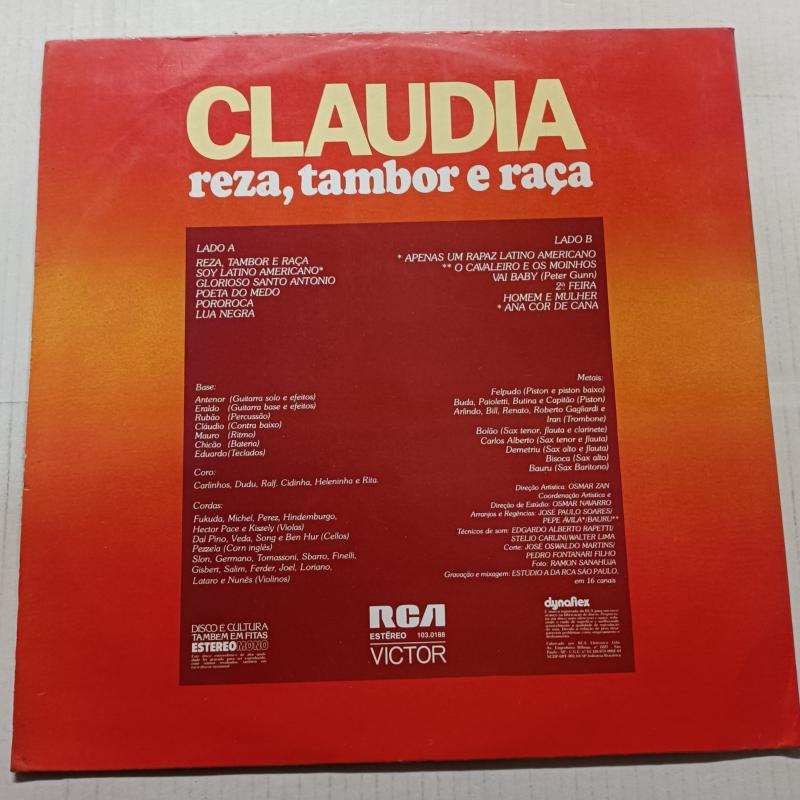 CLAUDIA
reza, tambor e raça
LADO A
REZA, TAMBOR E RAÇA
SOY LATINO AMERICANO*
GLORIOSO SANTO ANTONIO
POETA DO MEDO
POROROCA
LUA NEGRA
LADO B
* APENAS UM RAPAZ LATINO AMERICANO
** O CAVALEIRO E OS MOINHOS
VAI BABY (Peter Gunn)
2ª FEIRA
HOMEM E MULHER
* ANA COR DE CANA
Base:
Antenor (Guitarra solo e efeitos)
Eraldo (Guitarra base e efeitos)
Rubão (Percussão)
Cláudio (Contra baixo)
Mauro (Ritmo)
Chicão (Bateria)
Eduardo (Teclados)
Coro:
Carlinhos, Dudu, Ralf. Cidinha, Heleninha e Rita.
Cordas:
Fukuda, Michel, Perez, Hindemburgo,
Hector Pace e Kiszely (Violas)
Dal Pino, Veda, Song e Ben Hur (Cellos)
Pezzela (Corn inglês)
Slon, Germano, Tomassoni, Sbarro, Finelli,
Gisbert, Salim, Ferder, Joel, Loriano,
Lataro e Nunês (Violinos)
Metais:
Felpudo (Piston e piston baixo)
Buda, Paioletti, Butina e Capitão (Piston)
Arlindo, Bill, Renato, Roberto Gagliardi e
Iran (Trombone)
Bolão (Sax tenor, flauta e clarinete)
Carlos Alberto (Sax tenor e flauta)
Demetriu (Sax alto e flauta)
Bisoca (Sax alto)
Bauru (Sax Baritono)
Direção Artística: OSMAR ZAN
Coordenação Artística e
Direção de Estúdio: OSMAR NAVARRO
Arranjos e Regências: JOSÉ PAULO SOARES/
PEPE AVILA*/BAURU**
Técnicos de som: EDGARDO ALBERTO RAPETTI/
STELIO CARLINI/WALTER LIMA
Corte: JOSÉ OSWALDO MARTINS/
PEDRO FONTANARI FILHO
Foto: RAMON SANAHUJA
Gravação e mixagem: ESTÚDIO A DA RCA SÃO PAULO,
em 16 canais
DISCO É CULTURA
TAMBÉM EM FITAS
ESTÉREO MONO
RCA
ESTÉREO 103.0188
VICTOR
dynaflex